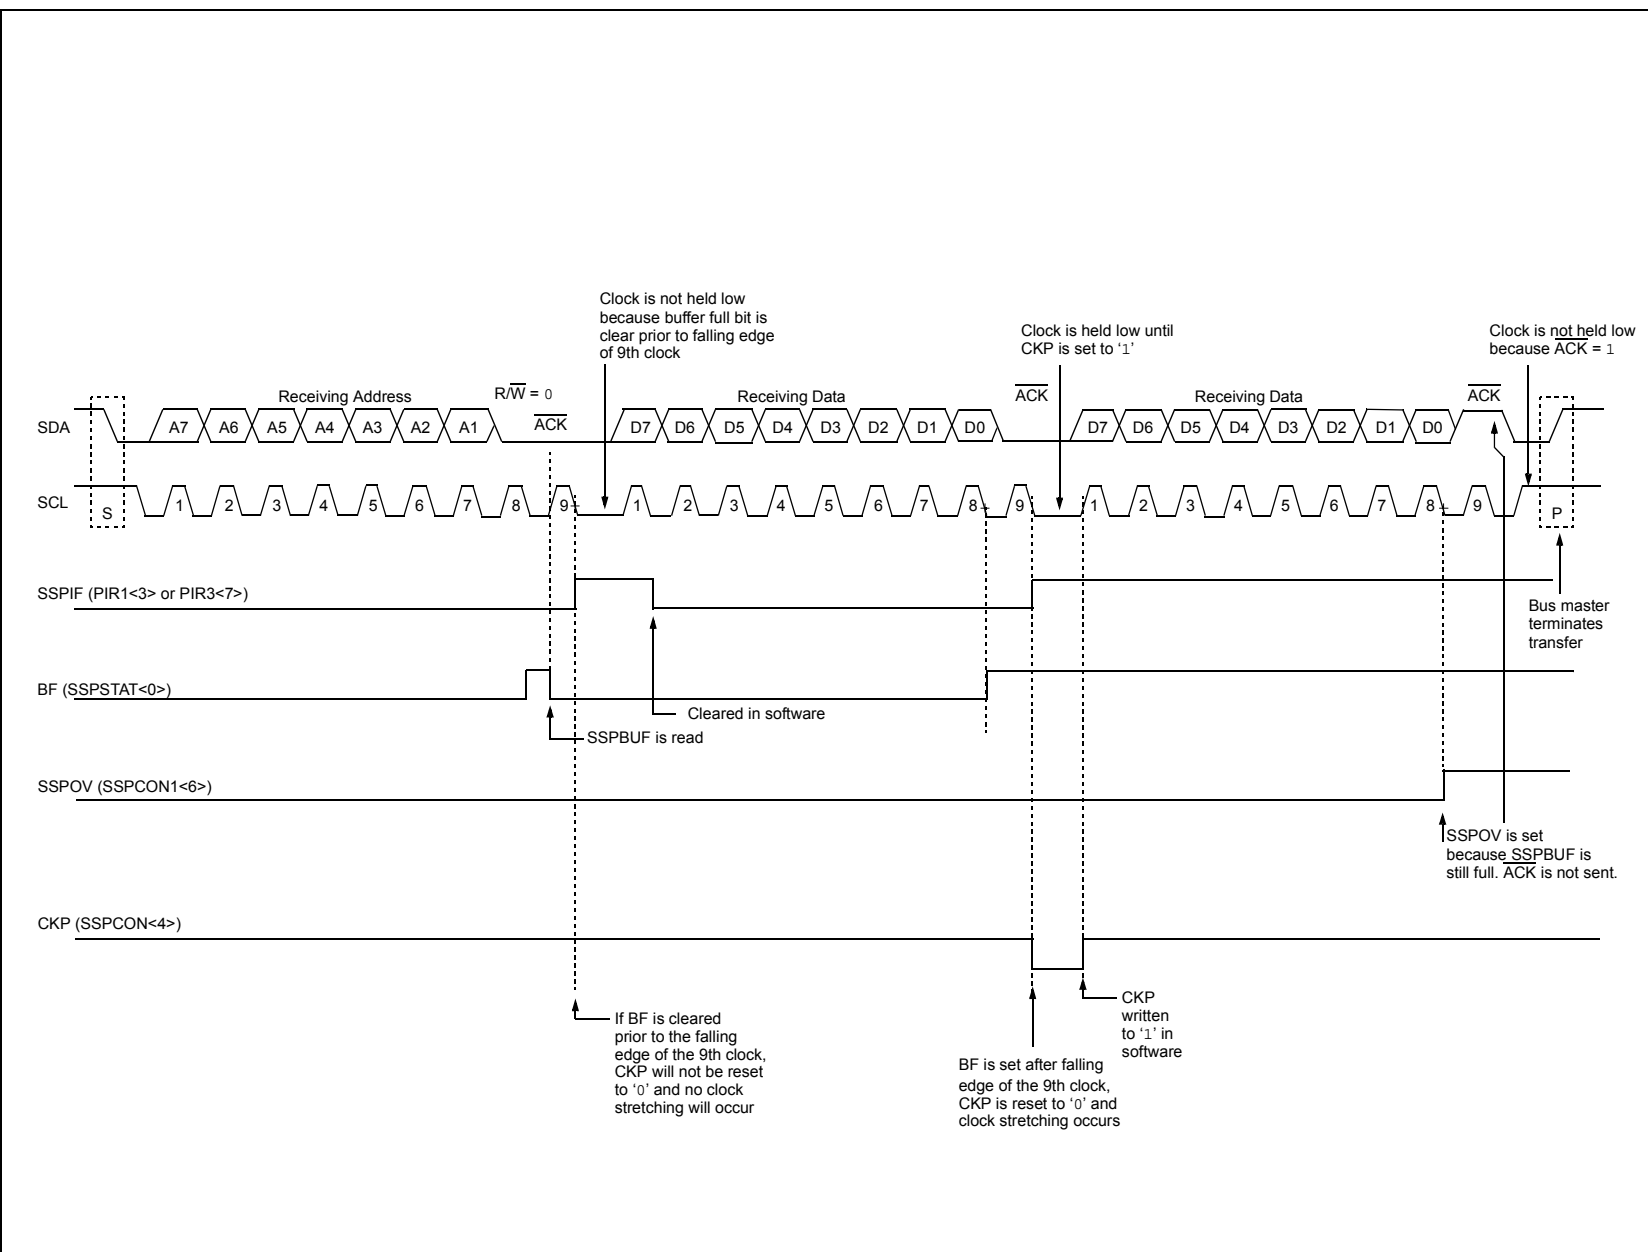 Clock is not held low
because buffer full bit is
clear prior to falling edge
of 9th clock
Clock is held low until
CKP is set to ‘1’
Clock is not held low
because ACK = 1
Receiving Address
R/W = 0
ACK
Receiving Data
ACK
Receiving Data
ACK
SDA
A7 A6 A5 A4 A3 A2 A1
D7 D6 D5 D4 D3 D2 D1 D0
D7 D6 D5 D4 D3 D2 D1 D0
SCL
S
1 2 3 4 5 6 7 8 9
1 2 3 4 5 6 7 8 9
1 2 3 4 5 6 7 8 9
P
SSPIF (PIR1<3> or PIR3<7>)
Bus master
terminates
transfer
BF (SSPSTAT<0>)
Cleared in software
SSPBUF is read
SSPOV (SSPCON1<6>)
SSPOV is set
because SSPBUF is
still full. ACK is not sent.
CKP (SSPCON<4>)
If BF is cleared
prior to the falling
edge of the 9th clock,
CKP will not be reset
to ‘0’ and no clock
stretching will occur
BF is set after falling
edge of the 9th clock,
CKP is reset to ‘0’ and
clock stretching occurs
CKP
written
to ‘1’ in
software